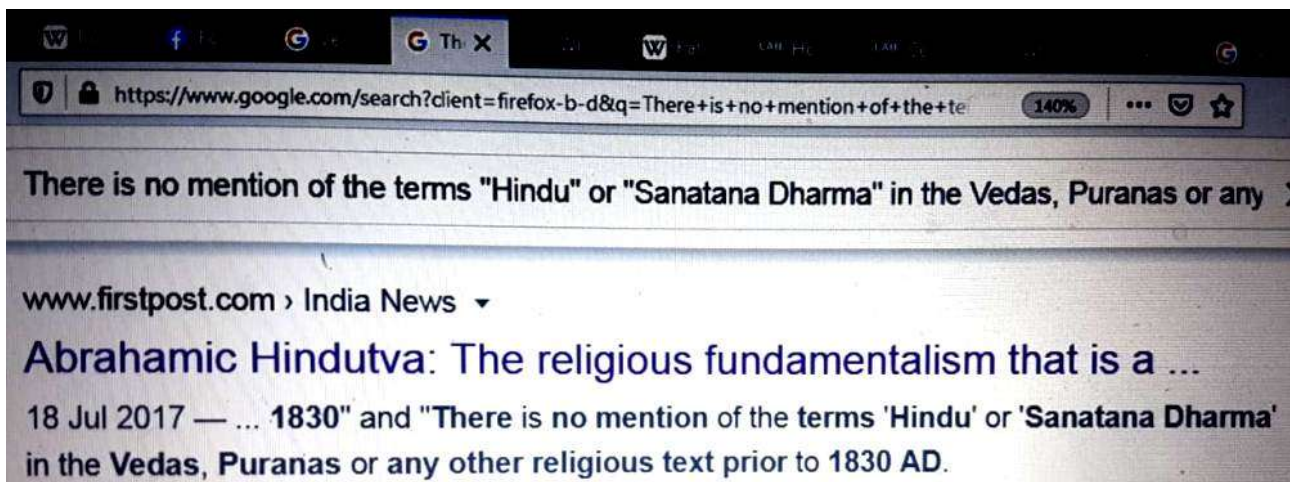 Th
https://www.google.com/search?client=firefox-b-d&q=There+is+no+mention+of+the+te 140%
There is no mention of the terms "Hindu" or "Sanatana Dharma" in the Vedas, Puranas or any
www.firstpost.com › India News
Abrahamic Hindutva: The religious fundamentalism that is a ...
18 Jul 2017 — ... 1830" and "There is no mention of the terms 'Hindu' or 'Sanatana Dharma'
in the Vedas, Puranas or any other religious text prior to 1830 AD.